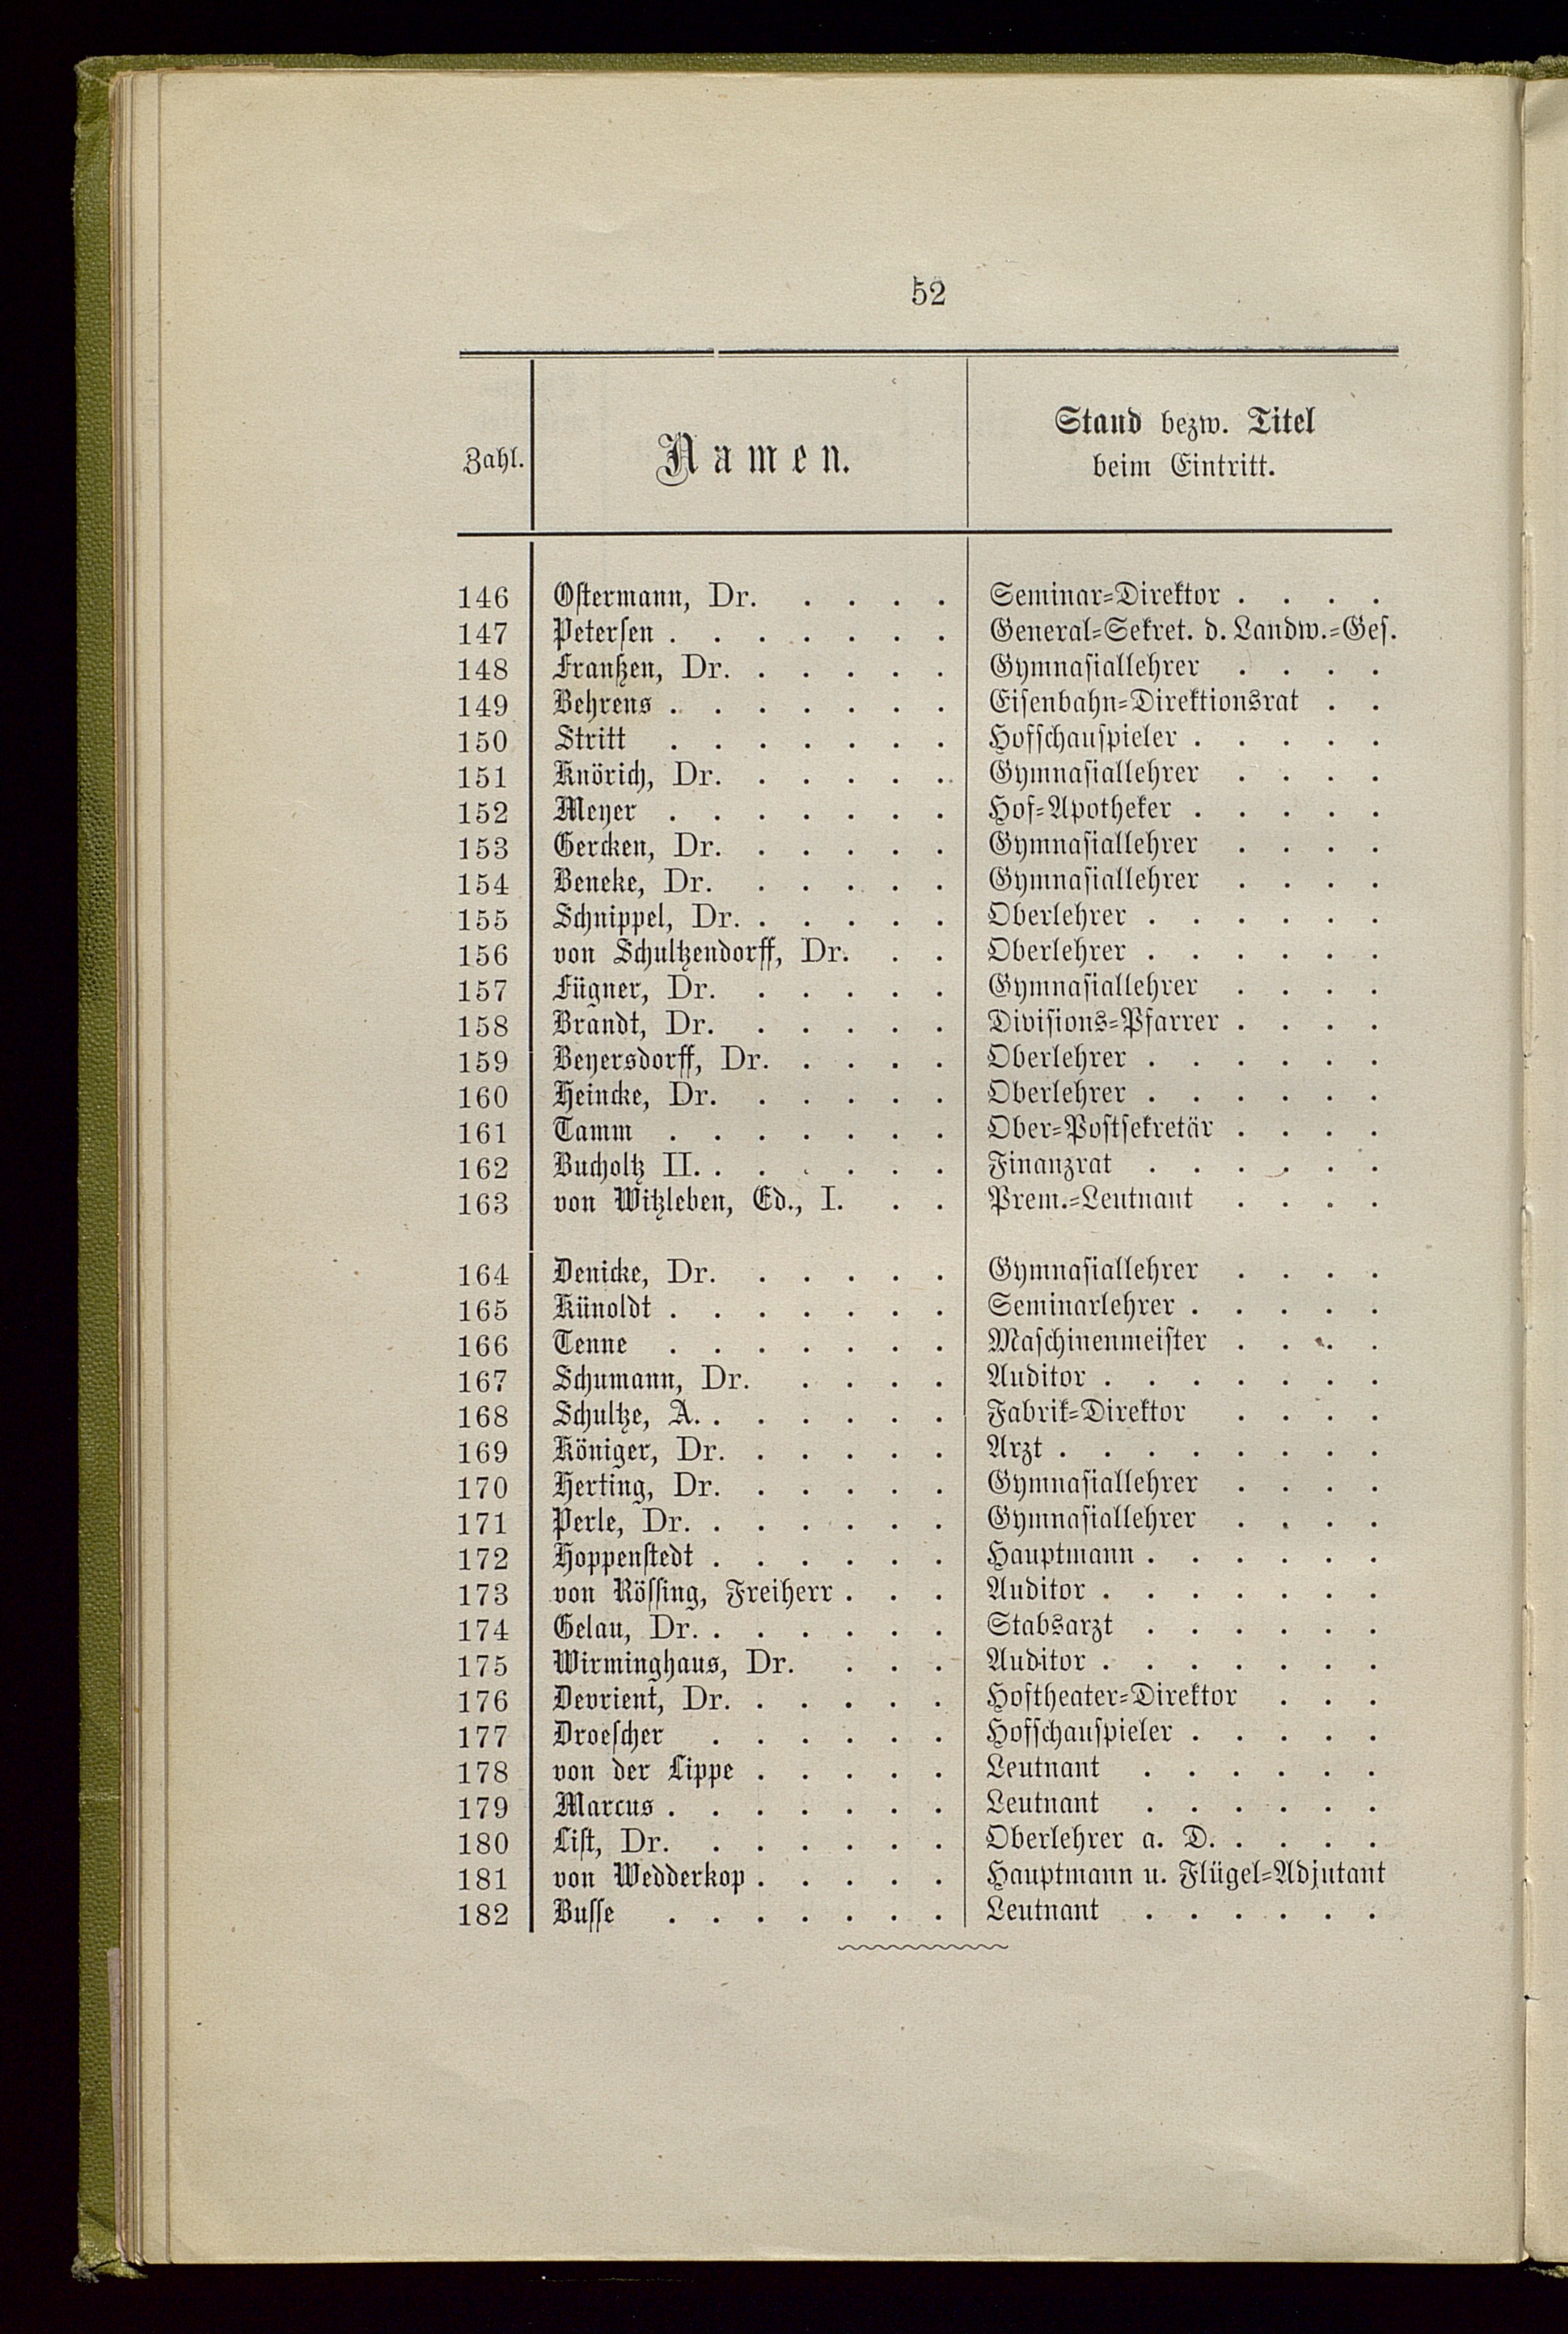 52
Zahl.
Namen.
Stand bezw. Titel
beim Eintritt.
146 Ostermann, Dr. . . . . Seminar-Direktor . . . .
147 Petersen . . . . . . . General-Sekret. d. Landw.-Ges.
148 Franßen, Dr. . . . . . Gymnasiallehrer . . . .
149 Behrens . . . . . . . Eisenbahn-Direktionsrat . .
150 Stritt . . . . . . . Hofschauspieler . . . . .
151 Knörich, Dr. . . . . . Gymnasiallehrer . . . .
152 Meyer . . . . . . . Hof-Apotheker . . . . .
153 Gercken, Dr. . . . . . Gymnasiallehrer . . . .
154 Beneke, Dr. . . . . . Gymnasiallehrer . . . .
155 Schnippel, Dr. . . . . . Oberlehrer . . . . . .
156 von Schultzendorff, Dr. . . Oberlehrer . . . . . .
157 Fügner, Dr. . . . . . Gymnasiallehrer . . . .
158 Brandt, Dr. . . . . . Divisions-Pfarrer . . . .
159 Beyersdorff, Dr. . . . . Oberlehrer . . . . . .
160 Heincke, Dr. . . . . . Oberlehrer . . . . . .
161 Tamm . . . . . . . Ober-Postsekretär . . . .
162 Bucholtz II. . . . . . . Finanzrat . . . . . .
163 von Witzleben, Ed., I. . . Prem.-Leutnant . . . .
164 Denicke, Dr. . . . . . Gymnasiallehrer . . . .
165 Künoldt . . . . . . . Seminarlehrer . . . . .
166 Tenne . . . . . . . Maschinenmeister . . . .
167 Schumann, Dr. . . . . Auditor . . . . . . .
168 Schultze, A. . . . . . . Fabrik-Direktor . . . .
169 Königer, Dr. . . . . . Arzt . . . . . . . .
170 Herting, Dr. . . . . . Gymnasiallehrer . . . .
171 Perle, Dr. . . . . . . Gymnasiallehrer . . . .
172 Hoppenstedt . . . . . . Hauptmann . . . . . .
173 von Rössing, Freiherr . . . Auditor . . . . . . .
174 Gelau, Dr. . . . . . . Stabsarzt . . . . . .
175 Wirminghaus, Dr. . . . Auditor . . . . . . .
176 Devrient, Dr. . . . . . Hoftheater-Direktor . . .
177 Droescher . . . . . . Hofschauspieler . . . . .
178 von der Lippe . . . . . Leutnant . . . . . .
179 Marcus . . . . . . . Leutnant . . . . . .
180 List, Dr. . . . . . . Oberlehrer a. D. . . . .
181 von Wedderkop . . . . . Hauptmann u. Flügel-Adjutant
182 Busse . . . . . . . Leutnant . . . . . .